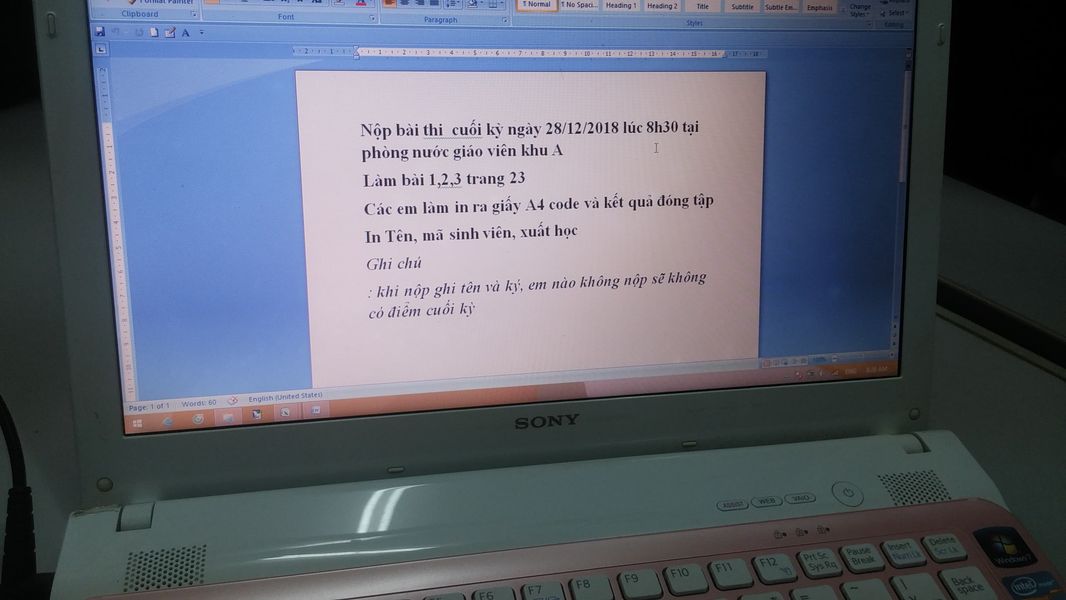 Format Painter
Clipboard
Font
Paragraph
¶ Normal
¶ No Spaci...
Heading 1
Heading 2
Title
Subtitle
Subtle Em...
Emphasis
Change
Styles
Select
Styles
Editing
Nộp bài thi cuối kỳ ngày 28/12/2018 lúc 8h30 tại
phòng nước giáo viên khu A
Làm bài 1,2,3 trang 23
Các em làm in ra giấy A4 code và kết quả đóng tập
In Tên, mã sinh viên, xuất học
Ghi chú
: khi nộp ghi tên và ký, em nào không nộp sẽ không
có điểm cuối kỳ
Page: 1 of 1 Words: 60 English (United States)
ENG
SONY
ASSIST WEB VAIO
F6 F7 F8 F9 F10 F11 F12 Prt Sc Sys Rq Pause Break Insert Num Lk Delete Scr Lk
Back space
Windows 7
intel